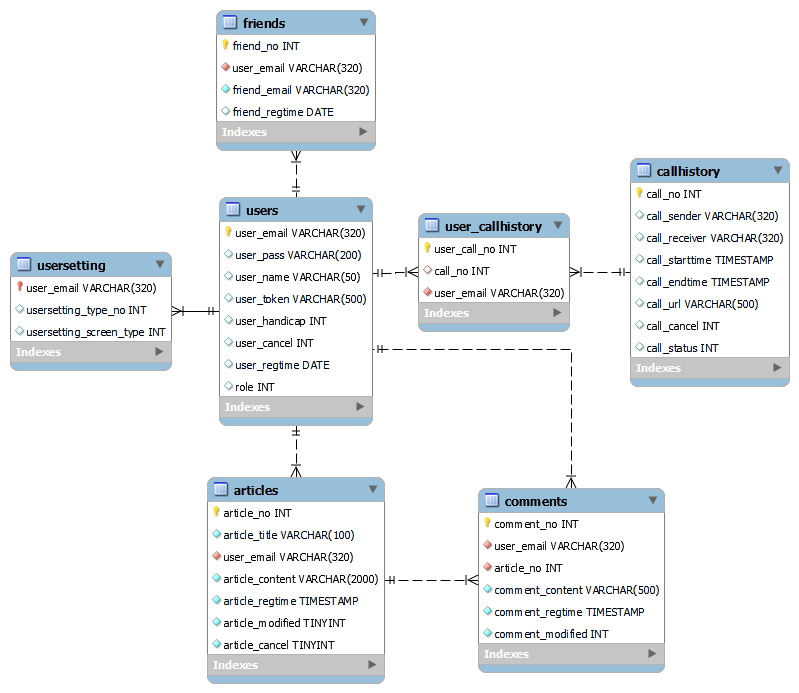 friends
friend_no INT
user_email VARCHAR(320)
friend_email VARCHAR(320)
friend_regtime DATE
Indexes
users
user_email VARCHAR(320)
user_pass VARCHAR(200)
user_name VARCHAR(50)
user_token VARCHAR(500)
user_handicap INT
user_cancel INT
user_regtime DATE
role INT
Indexes
usersetting
user_email VARCHAR(320)
usersetting_type_no INT
usersetting_screen_type INT
Indexes
user_callhistory
user_call_no INT
call_no INT
user_email VARCHAR(320)
Indexes
callhistory
call_no INT
call_sender VARCHAR(320)
call_receiver VARCHAR(320)
call_starttime TIMESTAMP
call_endtime TIMESTAMP
call_url VARCHAR(500)
call_cancel INT
call_status INT
Indexes
articles
article_no INT
article_title VARCHAR(100)
user_email VARCHAR(320)
article_content VARCHAR(2000)
article_regtime TIMESTAMP
article_modified TINYINT
article_cancel TINYINT
Indexes
comments
comment_no INT
user_email VARCHAR(320)
article_no INT
comment_content VARCHAR(500)
comment_regtime TIMESTAMP
comment_modified INT
Indexes